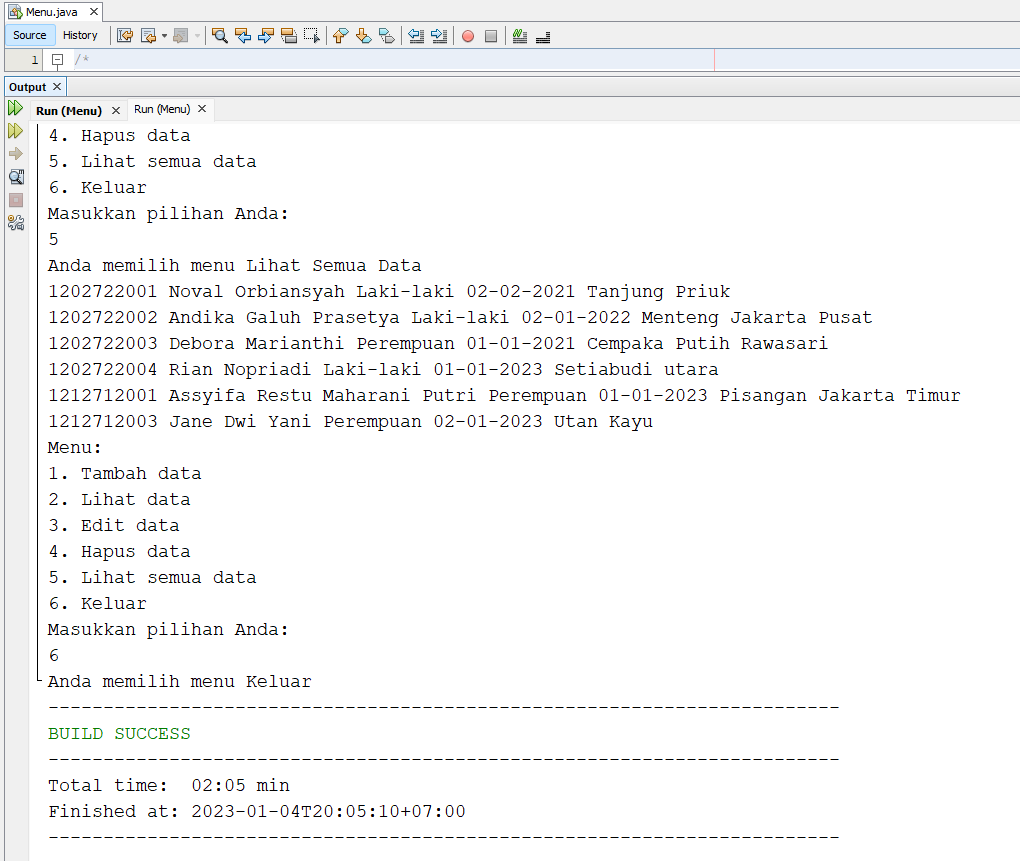 Menu.java
Source History
1 /*
Output
Run (Menu) Run (Menu)
4. Hapus data
5. Lihat semua data
6. Keluar
Masukkan pilihan Anda:
5
Anda memilih menu Lihat Semua Data
1202722001 Noval Orbiansyah Laki-laki 02-02-2021 Tanjung Priuk
1202722002 Andika Galuh Prasetya Laki-laki 02-01-2022 Menteng Jakarta Pusat
1202722003 Debora Marianthi Perempuan 01-01-2021 Cempaka Putih Rawasari
1202722004 Rian Nopriadi Laki-laki 01-01-2023 Setiabudi utara
1212712001 Assyifa Restu Maharani Putri Perempuan 01-01-2023 Pisangan Jakarta Timur
1212712003 Jane Dwi Yani Perempuan 02-01-2023 Utan Kayu
Menu:
1. Tambah data
2. Lihat data
3. Edit data
4. Hapus data
5. Lihat semua data
6. Keluar
Masukkan pilihan Anda:
6
Anda memilih menu Keluar
------------------------------------------------------------------------
BUILD SUCCESS
------------------------------------------------------------------------
Total time:  02:05 min
Finished at: 2023-01-04T20:05:10+07:00
------------------------------------------------------------------------